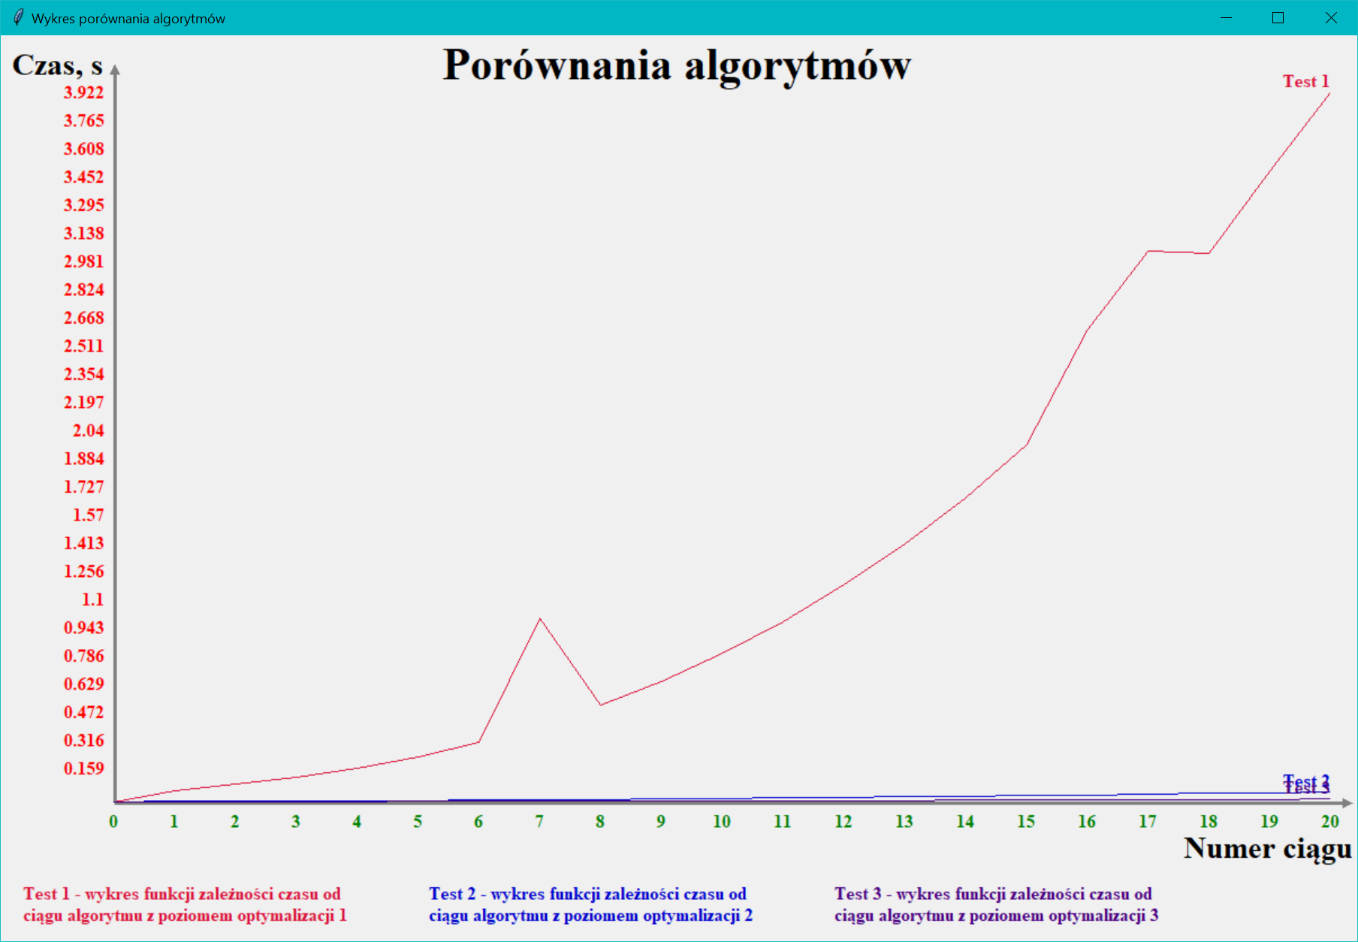 Wykres porównania algorytmów
Porównania algorytmów
Czas, s
3.922
3.765
3.608
3.452
3.295
3.138
2.981
2.824
2.668
2.511
2.354
2.197
2.04
1.884
1.727
1.57
1.413
1.256
1.1
0.943
0.786
0.629
0.472
0.316
0.159
Test 1
Test 2
Test 3
0 1 2 3 4 5 6 7 8 9 10 11 12 13 14 15 16 17 18 19 20
Numer ciągu
Test 1 - wykres funkcji zależności czasu od
ciągu algorytmu z poziomem optymalizacji 1
Test 2 - wykres funkcji zależności czasu od
ciągu algorytmu z poziomem optymalizacji 2
Test 3 - wykres funkcji zależności czasu od
ciągu algorytmu z poziomem optymalizacji 3